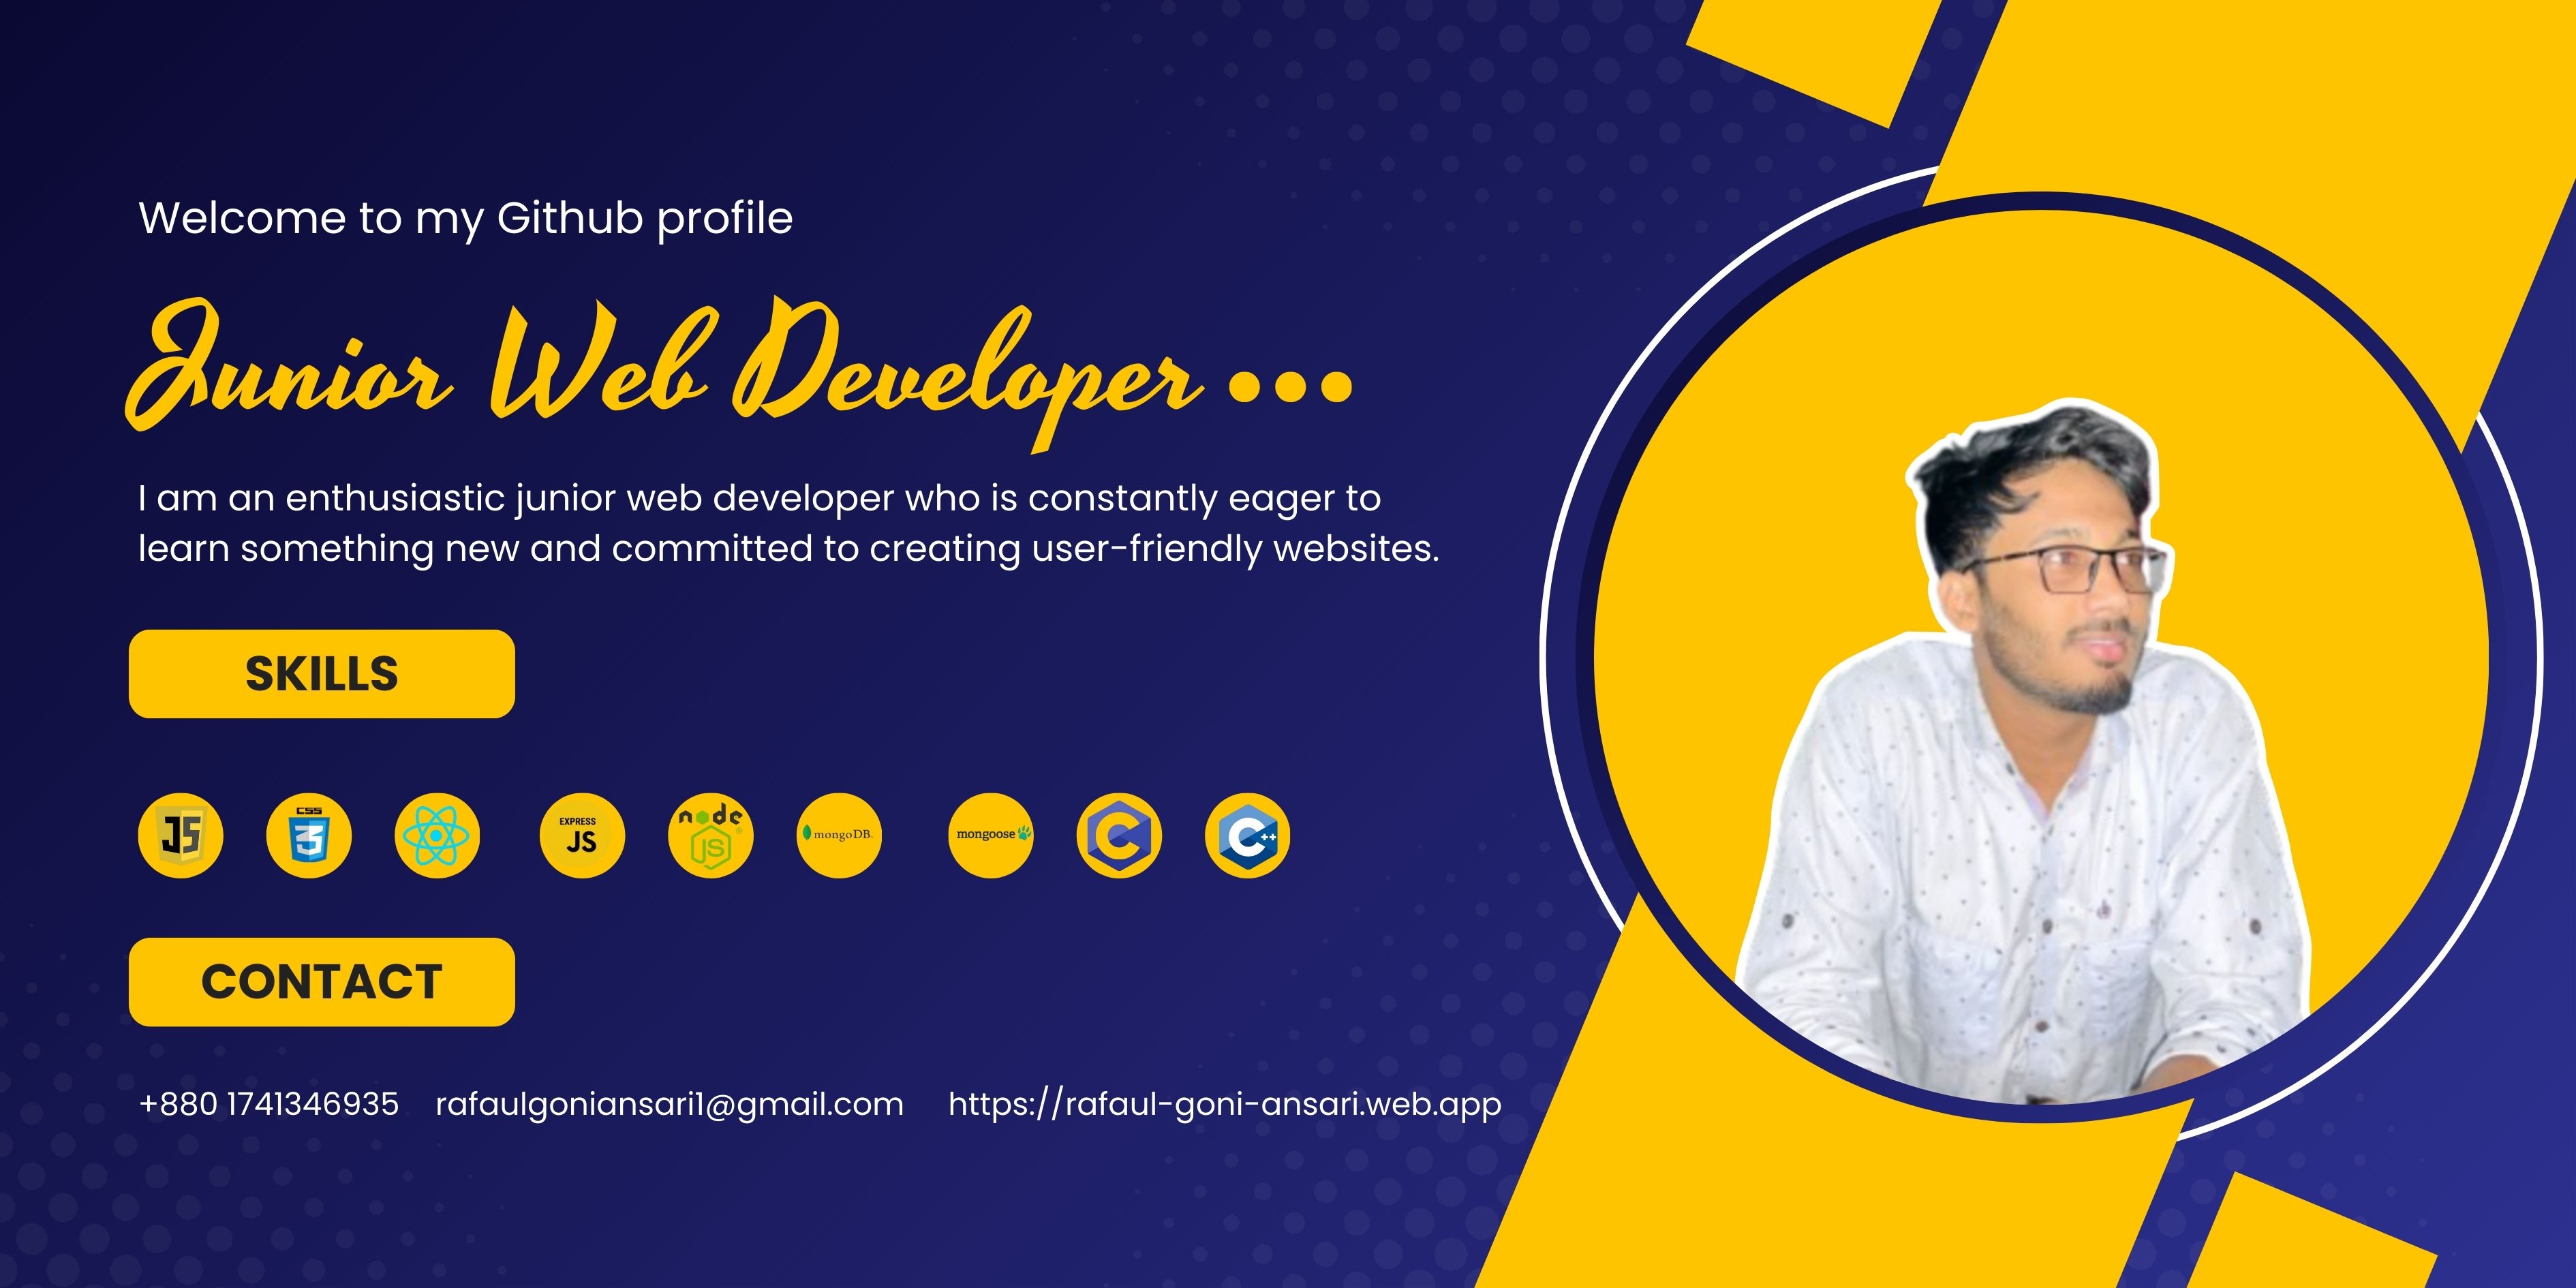 Welcome to my Github profile
Junior Web Developer •••
I am an enthusiastic junior web developer who is constantly eager to
learn something new and committed to creating user-friendly websites.
SKILLS
JS
CSS
3
EXPRESS
JS
node
JS
mongoDB
mongoose
C
C++
CONTACT
+880 1741346935 rafaulgoniansari1@gmail.com https://rafaul-goni-ansari.web.app